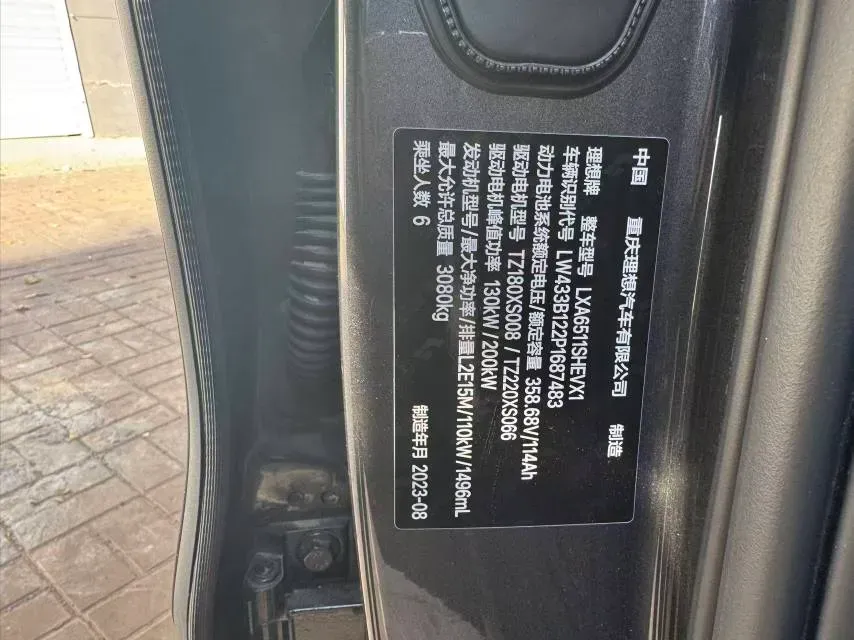 中国 重庆理想汽车有限公司 制造
理想牌 整车型号 LXA6511SHEVX1
车辆识别代号 LW433B122P1687483
动力电池系统额定电压/额定容量 358.68V/114Ah
驱动电机型号 TZ180XS008 / TZ220XS066
驱动电机峰值功率 130kW/200kW
发动机型号/最大净功率/排量L2E15M/110kW/1496mL
最大允许总质量 3080kg
乘坐人数 6 制造年月 2023-08